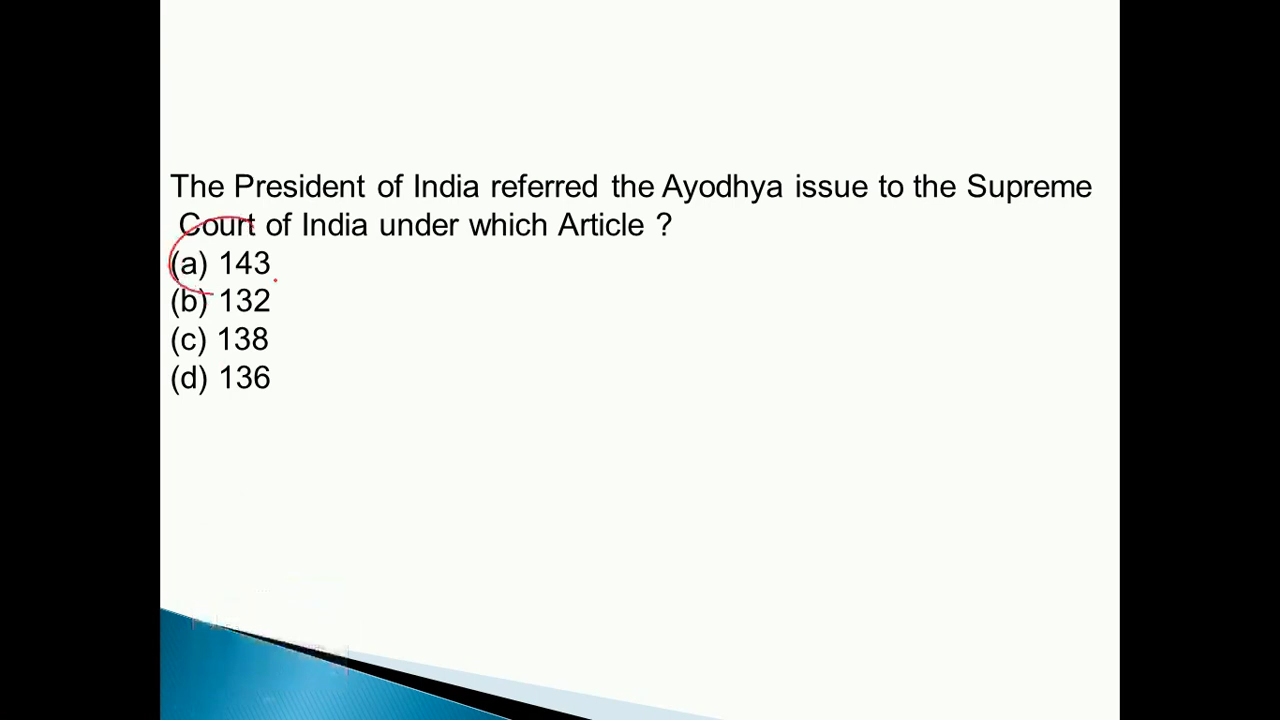 The President of India referred the Ayodhya issue to the Supreme
Court of India under which Article ?
(a) 143
(b) 132
(c) 138
(d) 136